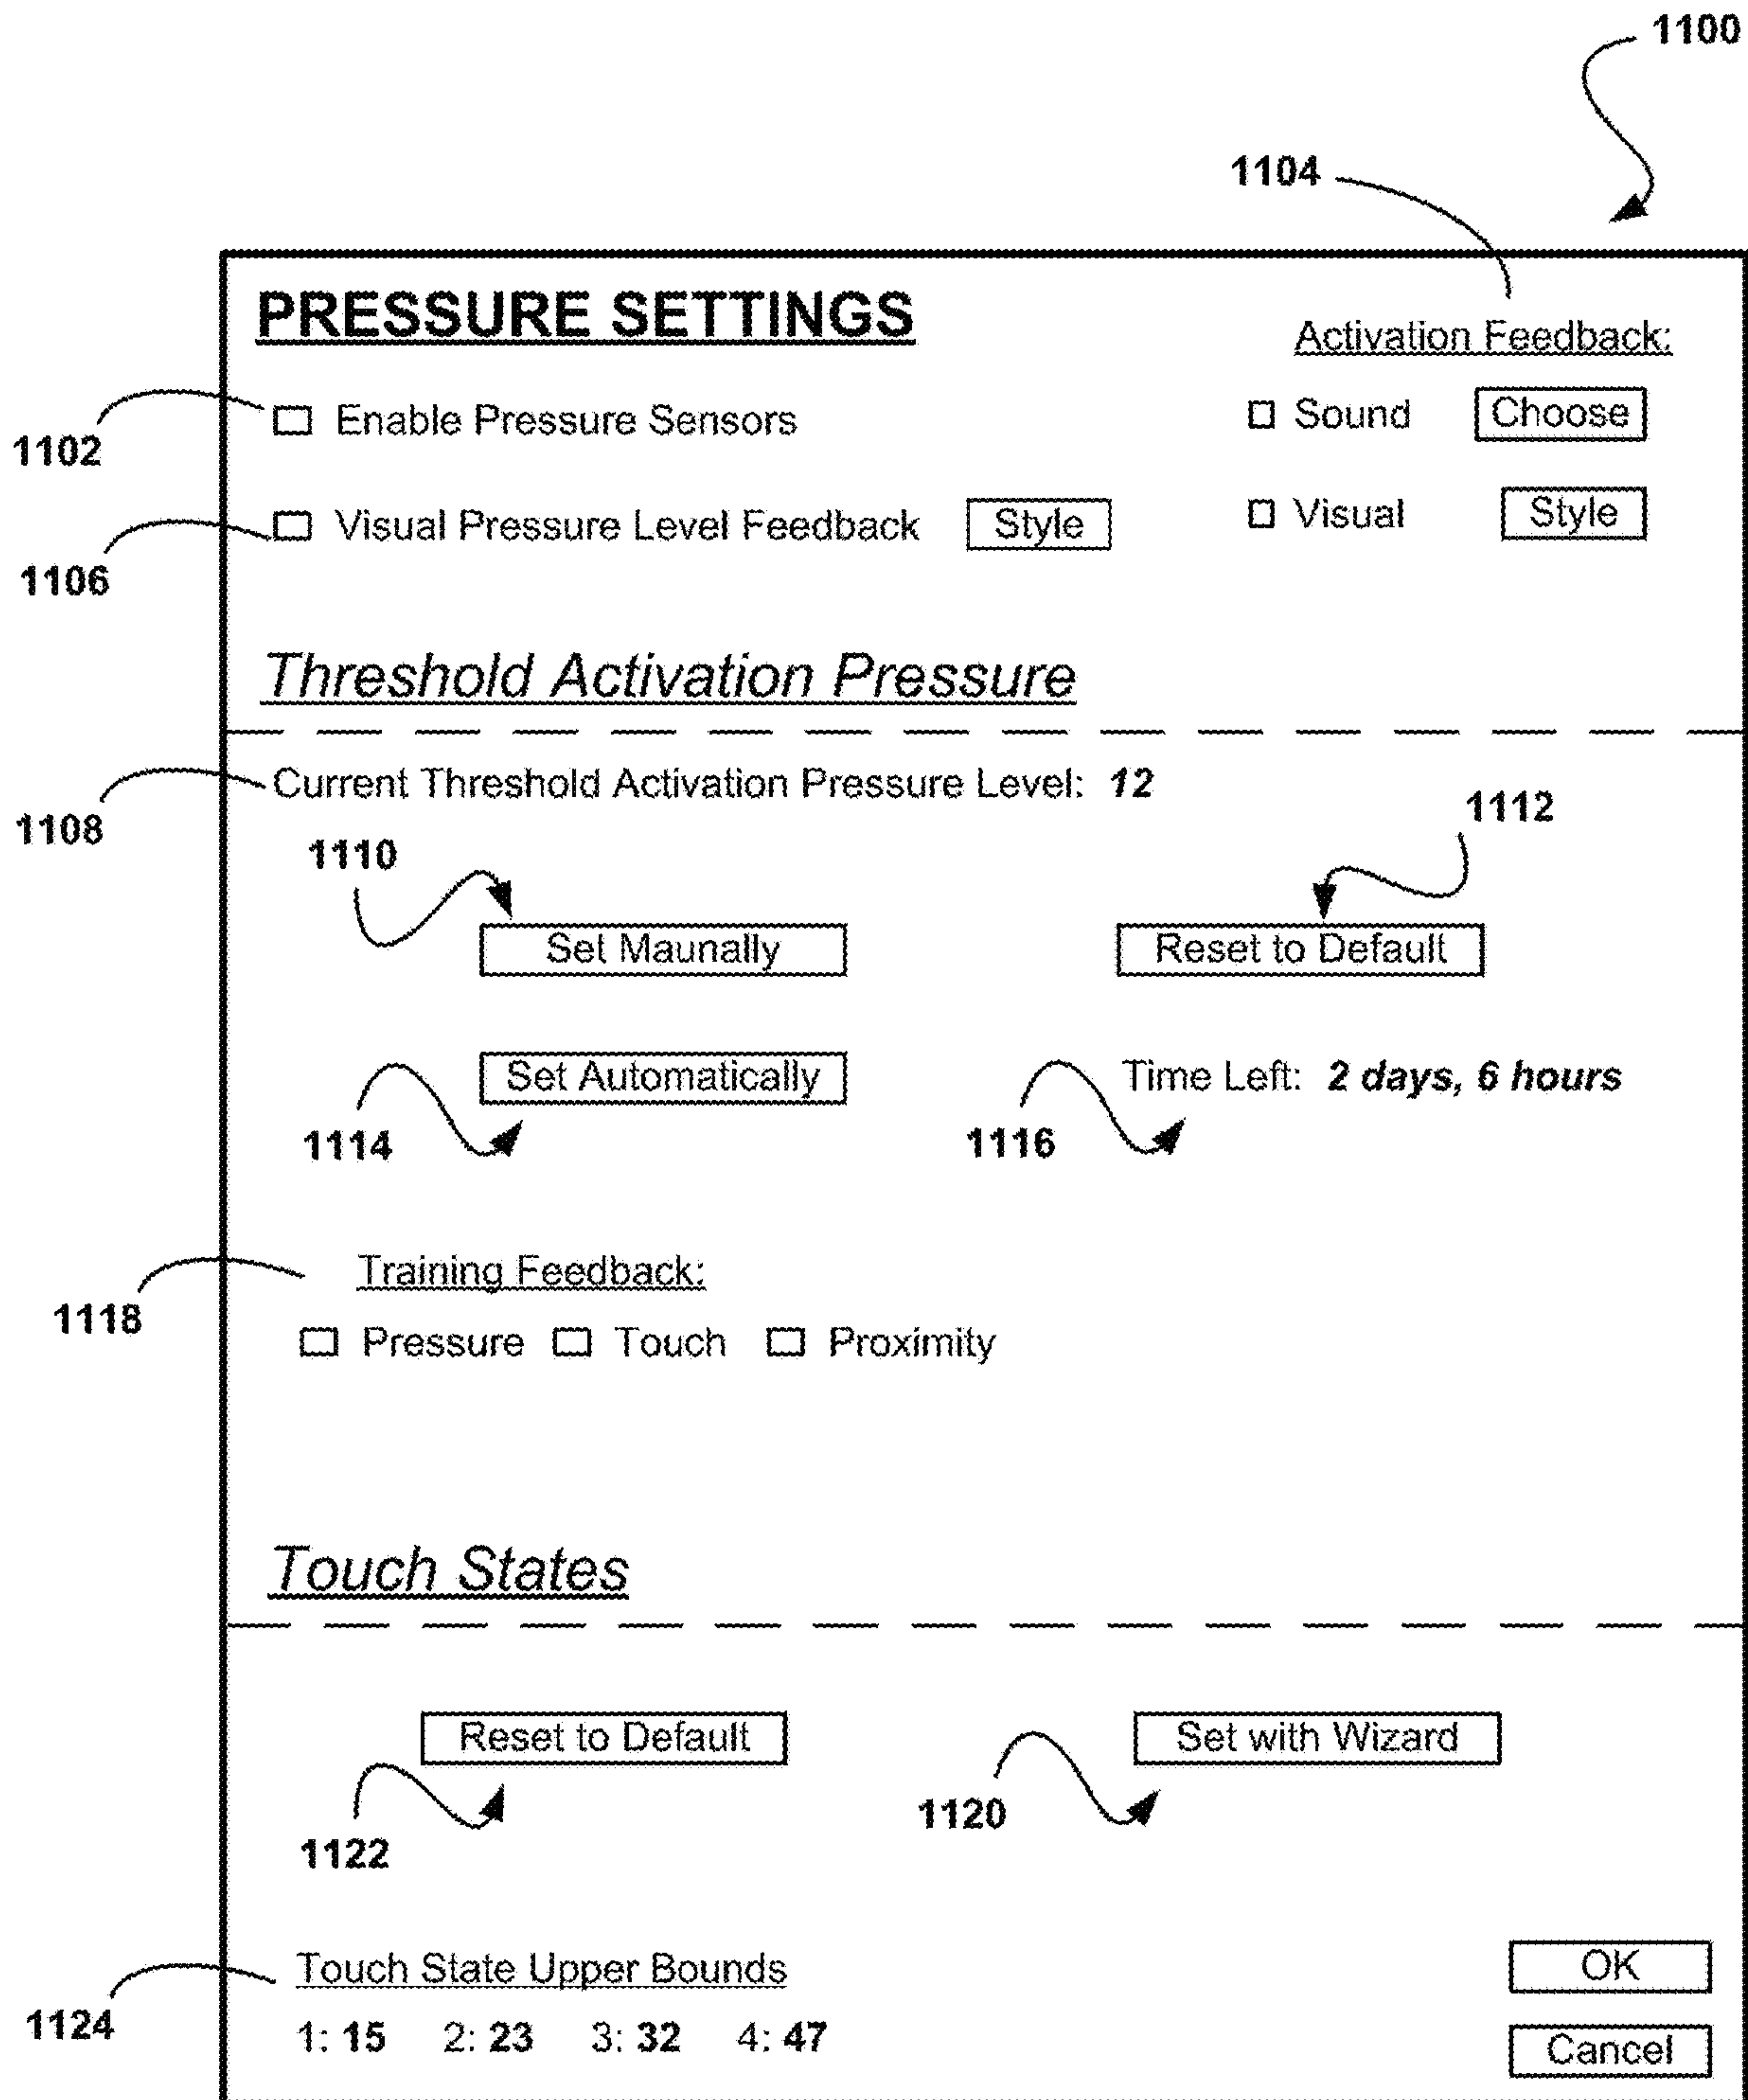 1100
1104
PRESSURE SETTINGS
Activation Feedback:
1102
Enable Pressure Sensors
Sound
Choose
1106
Visual Pressure Level Feedback
Style
Visual
Style
Threshold Activation Pressure
1108
Current Threshold Activation Pressure Level: 12
1110
1112
Set Maunally
Reset to Default
Set Automatically
Time Left: 2 days, 6 hours
1114
1116
1118
Training Feedback:
Pressure
Touch
Proximity
Touch States
Reset to Default
Set with Wizard
1122
1120
1124
Touch State Upper Bounds
OK
1: 15 2: 23 3: 32 4: 47
Cancel